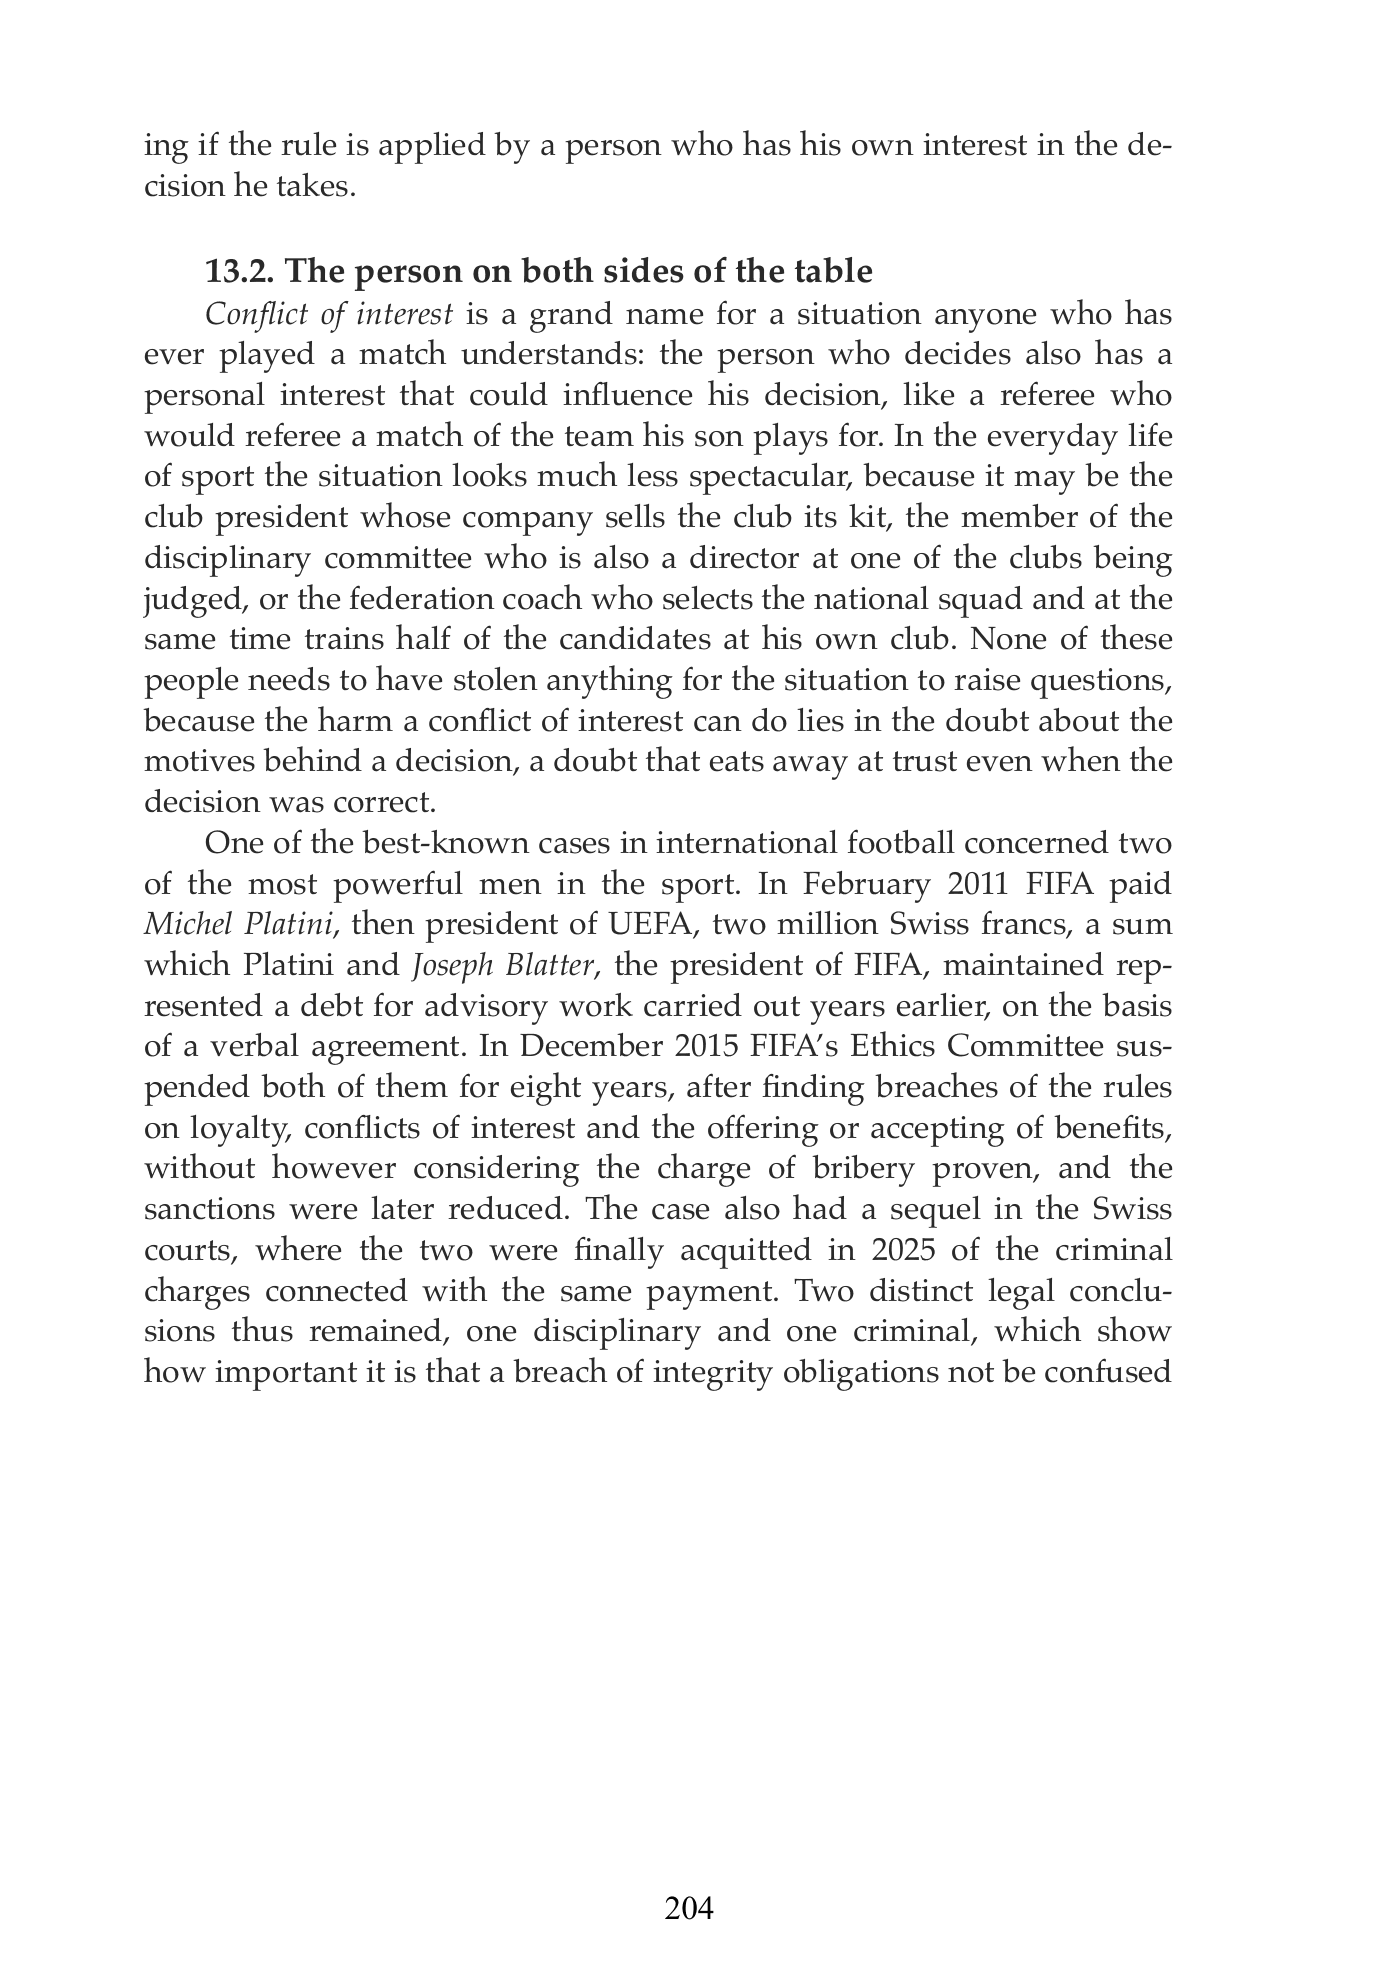 ing if the rule is applied by a person who has his own interest in the de-
cision he takes.
13.2. The person on both sides of the table
Conflict of interest is a grand name for a situation anyone who has
ever played a match understands: the person who decides also has a
personal interest that could influence his decision, like a referee who
would referee a match of the team his son plays for. In the everyday life
of sport the situation looks much less spectacular, because it may be the
club president whose company sells the club its kit, the member of the
disciplinary committee who is also a director at one of the clubs being
judged, or the federation coach who selects the national squad and at the
same time trains half of the candidates at his own club. None of these
people needs to have stolen anything for the situation to raise questions,
because the harm a conflict of interest can do lies in the doubt about the
motives behind a decision, a doubt that eats away at trust even when the
decision was correct.
One of the best-known cases in international football concerned two
of the most powerful men in the sport. In February 2011 FIFA paid
Michel Platini, then president of UEFA, two million Swiss francs, a sum
which Platini and Joseph Blatter, the president of FIFA, maintained rep-
resented a debt for advisory work carried out years earlier, on the basis
of a verbal agreement. In December 2015 FIFA’s Ethics Committee sus-
pended both of them for eight years, after finding breaches of the rules
on loyalty, conflicts of interest and the offering or accepting of benefits,
without however considering the charge of bribery proven, and the
sanctions were later reduced. The case also had a sequel in the Swiss
courts, where the two were finally acquitted in 2025 of the criminal
charges connected with the same payment. Two distinct legal conclu-
sions thus remained, one disciplinary and one criminal, which show
how important it is that a breach of integrity obligations not be confused
204